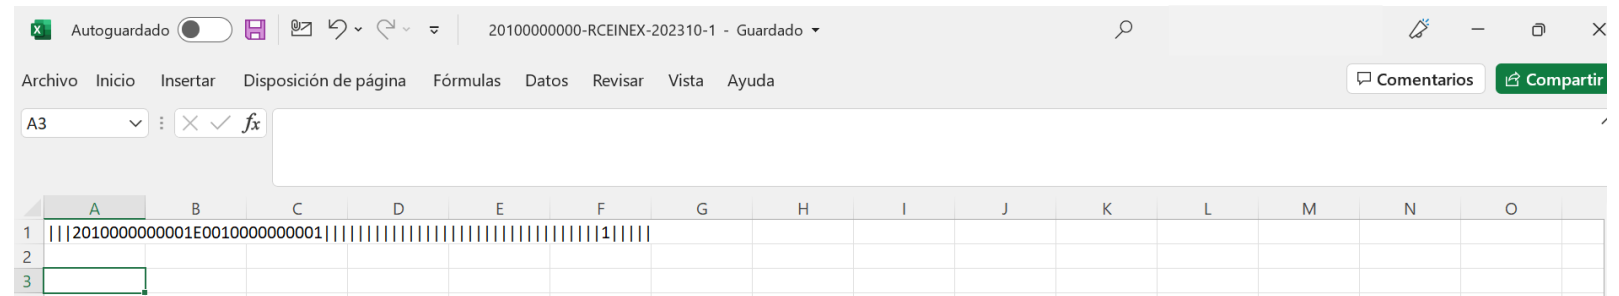 Autoguardado 20100000000-RCEINEX-202310-1 - Guardado
Archivo Inicio Insertar Disposición de página Fórmulas Datos Revisar Vista Ayuda Comentarios Compartir
A3 fx
A B C D E F G H I J K L M N O
1 |||2010000000001E0010000000001|||||||||||||||||||||||||||||||||1|||||
2
3